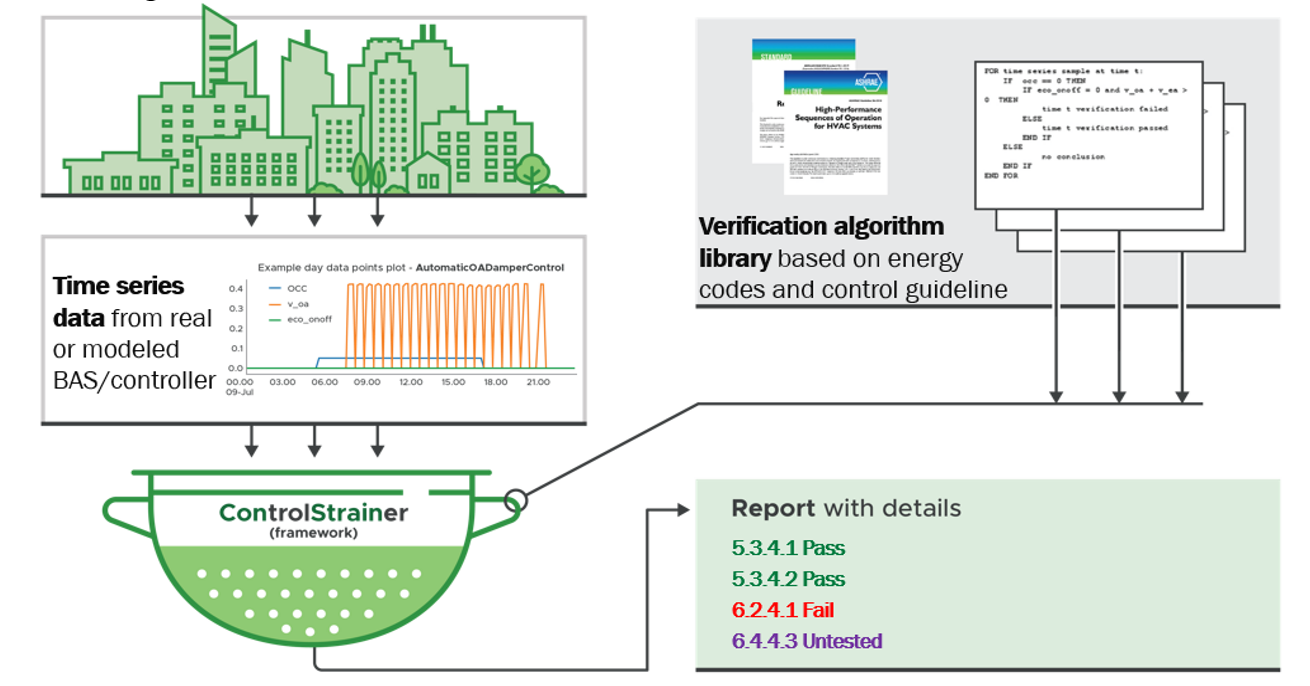 Time series
data from real
or modeled
BAS/controller
Example day data points plot - AutomaticOADamperControl
OCC
v_oa
eco_onoff
0.4
0.3
0.2
0.1
0.0
00.00 03.00 06.00 09.00 12.00 15.00 18.00 21.00
09-Jul
STANDARD
GUIDELINE
ASHRAE
High-Performance
Sequences of Operation
for HVAC Systems
FOR time series sample at time t:
IF occ == 0 THEN
IF eco_onoff = 0 and v_oa + v_ea >
0 THEN
time t verification failed
ELSE
time t verification passed
END IF
ELSE
no conclusion
END IF
END FOR
>
>
Verification algorithm
library based on energy
codes and control guideline
ControlStrainer
(framework)
Report with details
5.3.4.1 Pass
5.3.4.2 Pass
6.2.4.1 Fail
6.4.4.3 Untested